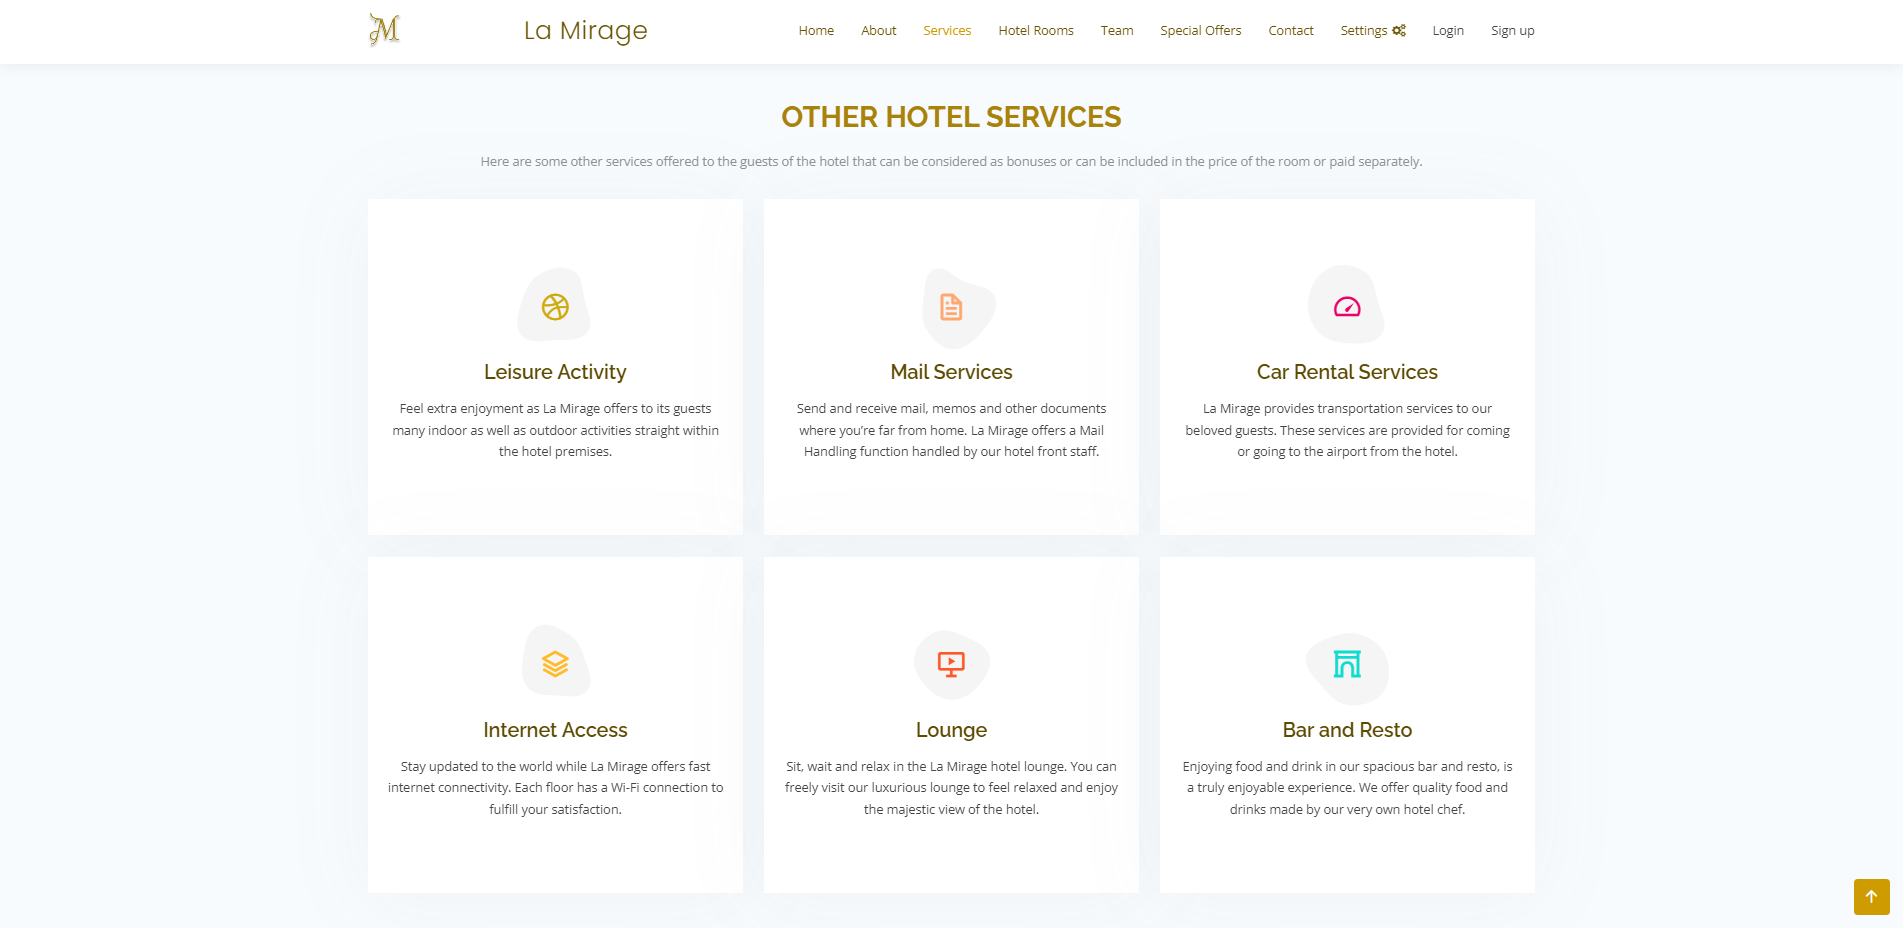 M
La Mirage
Home About Services Hotel Rooms Team Special Offers Contact Settings Login Sign up
OTHER HOTEL SERVICES
Here are some other services offered to the guests of the hotel that can be considered as bonuses or can be included in the price of the room or paid separately.
Leisure Activity
Feel extra enjoyment as La Mirage offers to its guests
many indoor as well as outdoor activities straight within
the hotel premises.
Mail Services
Send and receive mail, memos and other documents
where you’re far from home. La Mirage offers a Mail
Handling function handled by our hotel front staff.
Car Rental Services
La Mirage provides transportation services to our
beloved guests. These services are provided for coming
or going to the airport from the hotel.
Internet Access
Stay updated to the world while La Mirage offers fast
internet connectivity. Each floor has a Wi-Fi connection to
fulfill your satisfaction.
Lounge
Sit, wait and relax in the La Mirage hotel lounge. You can
freely visit our luxurious lounge to feel relaxed and enjoy
the majestic view of the hotel.
Bar and Resto
Enjoying food and drink in our spacious bar and resto, is
a truly enjoyable experience. We offer quality food and
drinks made by our very own hotel chef.